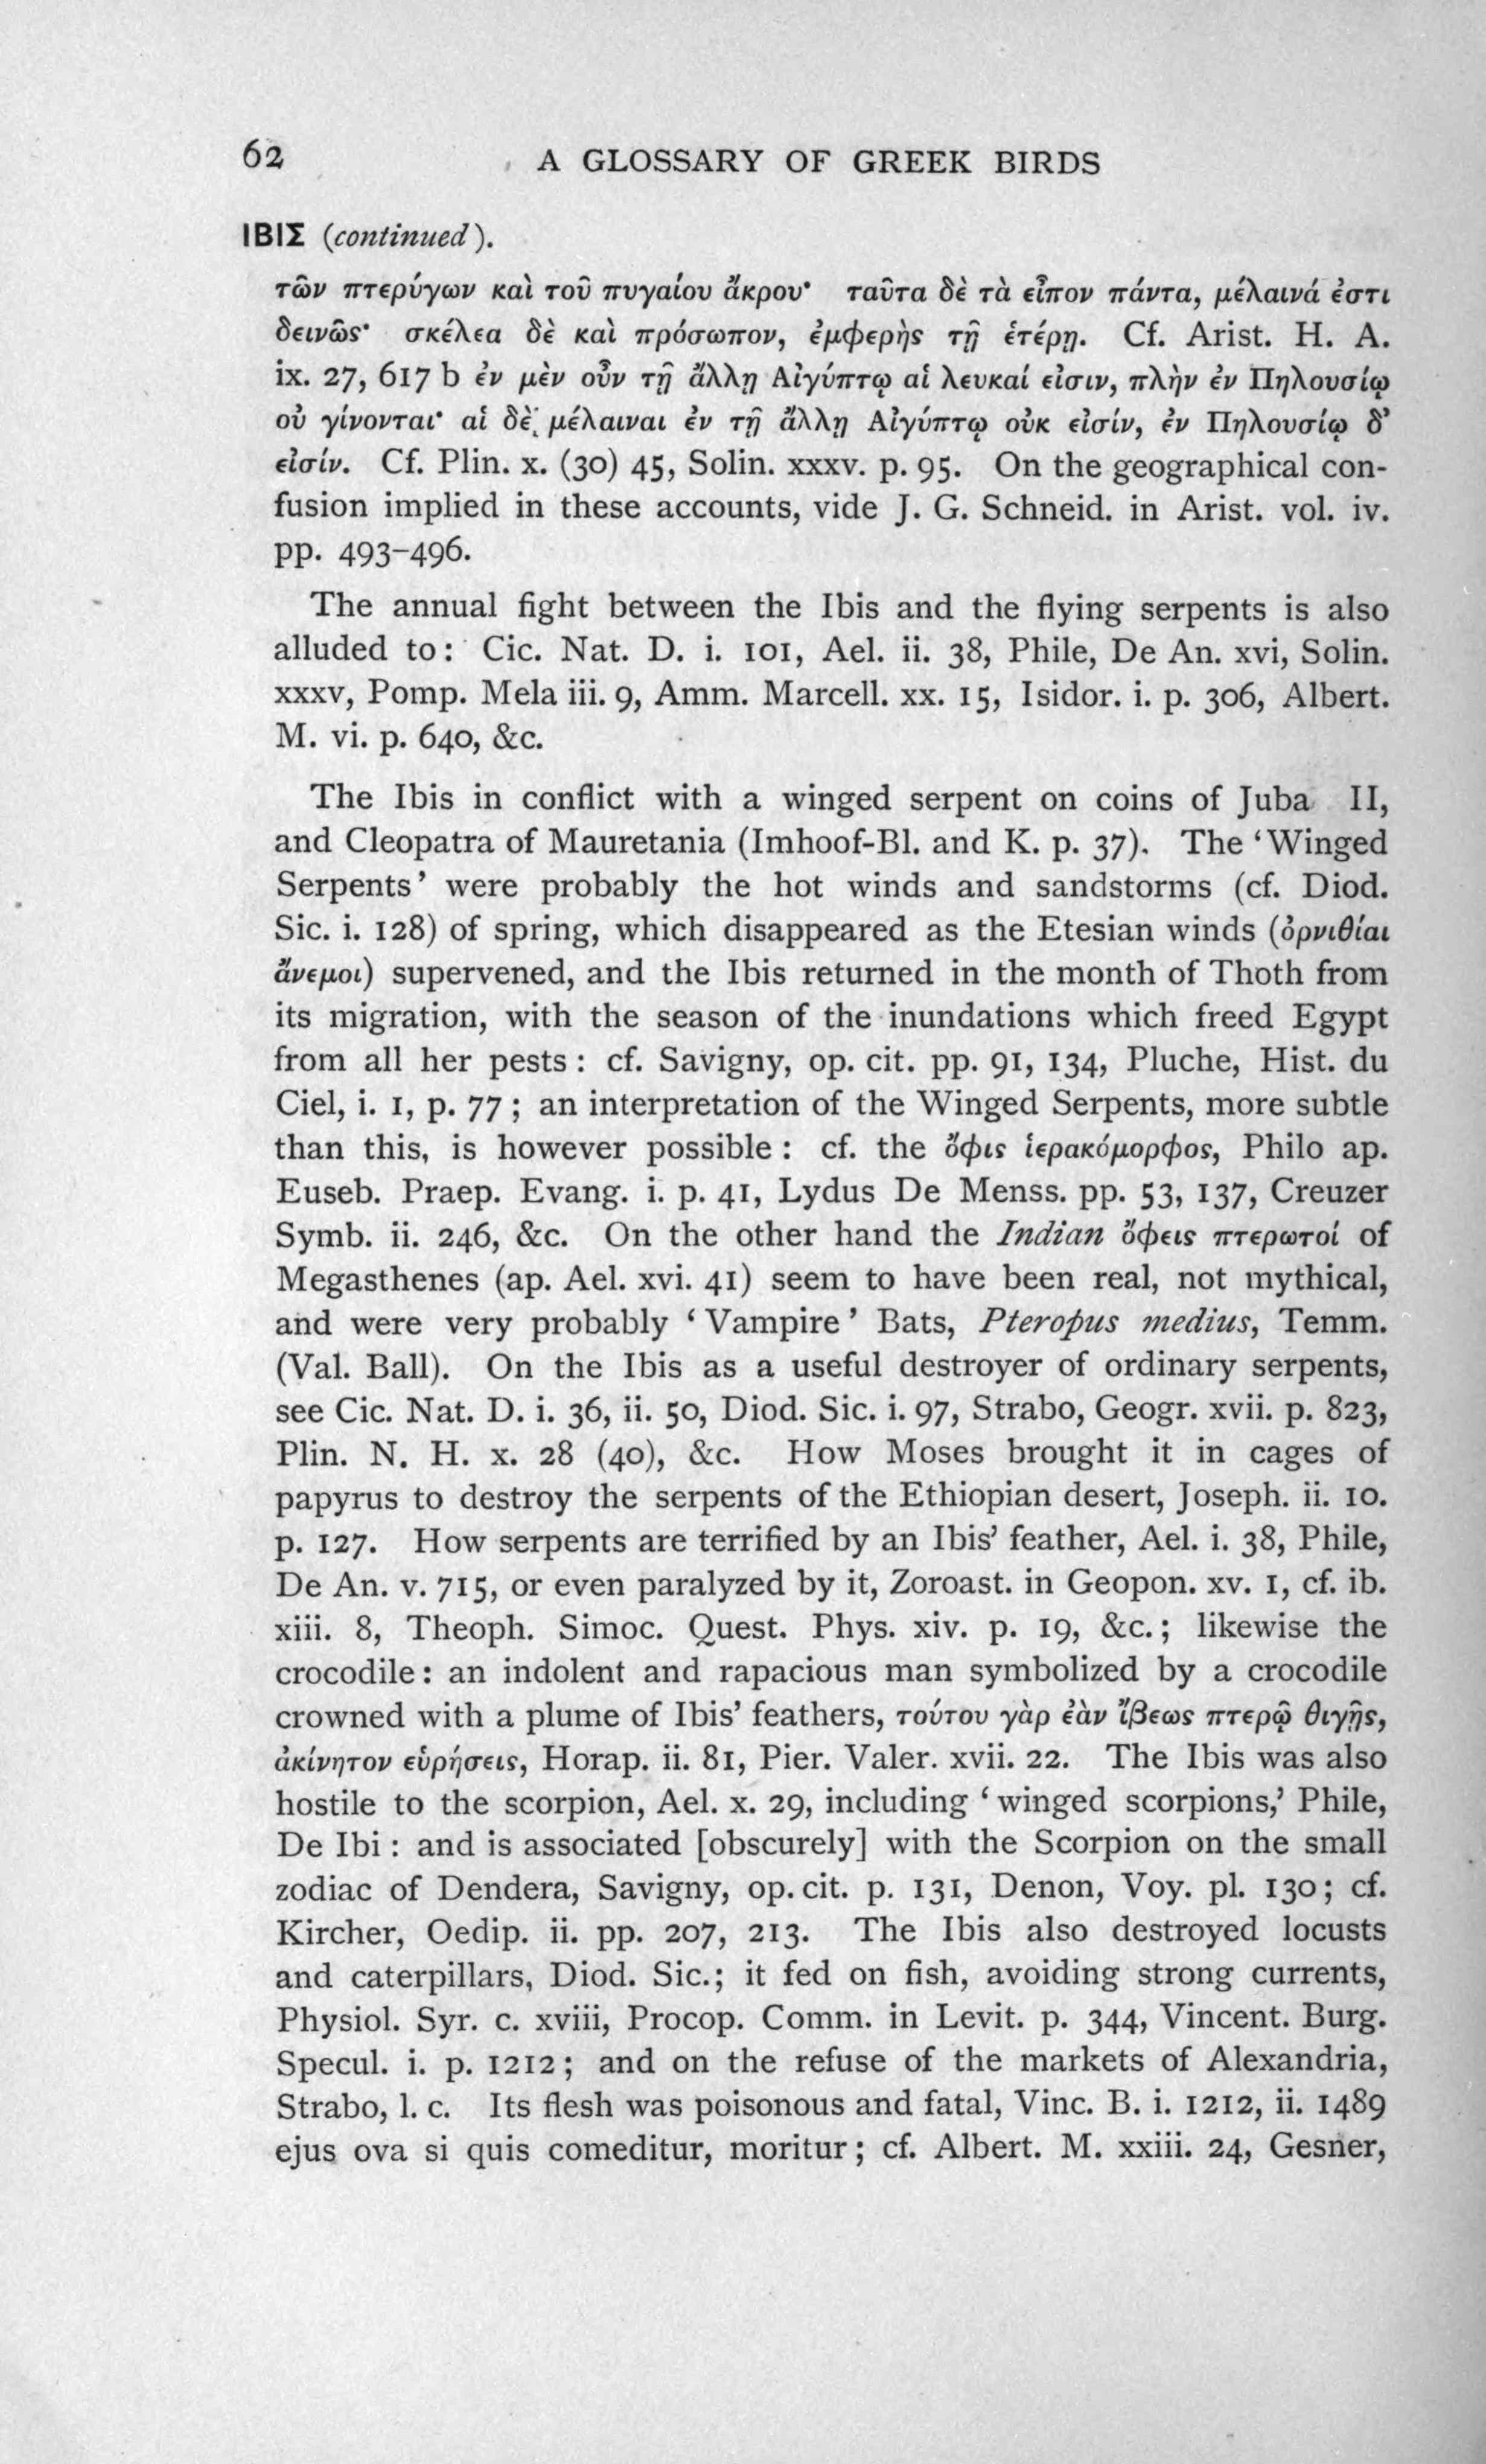 62 A GLOSSARY OF GREEK BIRDS
ΙΒΙΣ (continued).
τῶν πτερύγων καὶ τοῦ πυγαίου ἄκρου· ταῦτα δὲ τὰ εἶπον πάντα, μέλαινά ἐστι
δεινῶς· σκέλεα δὲ καὶ πρόσωπον, ἐμφερὴς τῇ ἑτέρῃ. Cf. Arist. H. A.
ix. 27, 617 b ἐν μὲν οὖν τῇ ἄλλῃ Αἰγύπτῳ αἱ λευκαί εἰσιν, πλὴν ἐν Πηλουσίῳ
οὐ γίνονται· αἱ δὲ μέλαιναι ἐν τῇ ἄλλῃ Αἰγύπτῳ οὐκ εἰσίν, ἐν Πηλουσίῳ δ’
εἰσίν. Cf. Plin. x. (30) 45, Solin. xxxv. p. 95. On the geographical con-
fusion implied in these accounts, vide J. G. Schneid. in Arist. vol. iv.
pp. 493–496.
The annual fight between the Ibis and the flying serpents is also
alluded to: Cic. Nat. D. i. 101, Ael. ii. 38, Phile, De An. xvi, Solin.
xxxv, Pomp. Mela iii. 9, Amm. Marcell. xx. 15, Isidor. i. p. 306, Albert.
M. vi. p. 640, &c.
The Ibis in conflict with a winged serpent on coins of Juba II,
and Cleopatra of Mauretania (Imhoof-Bl. and K. p. 37). The ‘Winged
Serpents’ were probably the hot winds and sandstorms (cf. Diod.
Sic. i. 128) of spring, which disappeared as the Etesian winds (ὀρνιθίαι
ἄνεμοι) supervened, and the Ibis returned in the month of Thoth from
its migration, with the season of the inundations which freed Egypt
from all her pests : cf. Savigny, op. cit. pp. 91, 134, Pluche, Hist. du
Ciel, i. 1, p. 77 ; an interpretation of the Winged Serpents, more subtle
than this, is however possible : cf. the ὄφις ἱερακόμορφος, Philo ap.
Euseb. Praep. Evang. i. p. 41, Lydus De Menss. pp. 53, 137, Creuzer
Symb. ii. 246, &c. On the other hand the Indian ὄφεις πτερωτοί of
Megasthenes (ap. Ael. xvi. 41) seem to have been real, not mythical,
and were very probably ‘Vampire’ Bats, Pteropus medius, Temm.
(Val. Ball). On the Ibis as a useful destroyer of ordinary serpents,
see Cic. Nat. D. i. 36, ii. 50, Diod. Sic. i. 97, Strabo, Geogr. xvii. p. 823,
Plin. N. H. x. 28 (40), &c. How Moses brought it in cages of
papyrus to destroy the serpents of the Ethiopian desert, Joseph. ii. 10.
p. 127. How serpents are terrified by an Ibis’ feather, Ael. i. 38, Phile,
De An. v. 715, or even paralyzed by it, Zoroast. in Geopon. xv. 1, cf. ib.
xiii. 8, Theoph. Simoc. Quest. Phys. xiv. p. 19, &c. ; likewise the
crocodile : an indolent and rapacious man symbolized by a crocodile
crowned with a plume of Ibis’ feathers, τούτου γὰρ ἐὰν ἴβεως πτερῷ θιγῇς,
ἀκίνητον εὑρήσεις, Horap. ii. 81, Pier. Valer. xvii. 22. The Ibis was also
hostile to the scorpion, Ael. x. 29, including ‘winged scorpions,’ Phile,
De Ibi : and is associated [obscurely] with the Scorpion on the small
zodiac of Dendera, Savigny, op. cit. p. 131, Denon, Voy. pl. 130; cf.
Kircher, Oedip. ii. pp. 207, 213. The Ibis also destroyed locusts
and caterpillars, Diod. Sic.; it fed on fish, avoiding strong currents,
Physiol. Syr. c. xviii, Procop. Comm. in Levit. p. 344, Vincent. Burg.
Specul. i. p. 1212 ; and on the refuse of the markets of Alexandria,
Strabo, l. c. Its flesh was poisonous and fatal, Vinc. B. i. 1212, ii. 1489
ejus ova si quis comeditur, moritur ; cf. Albert. M. xxiii. 24, Gesner,